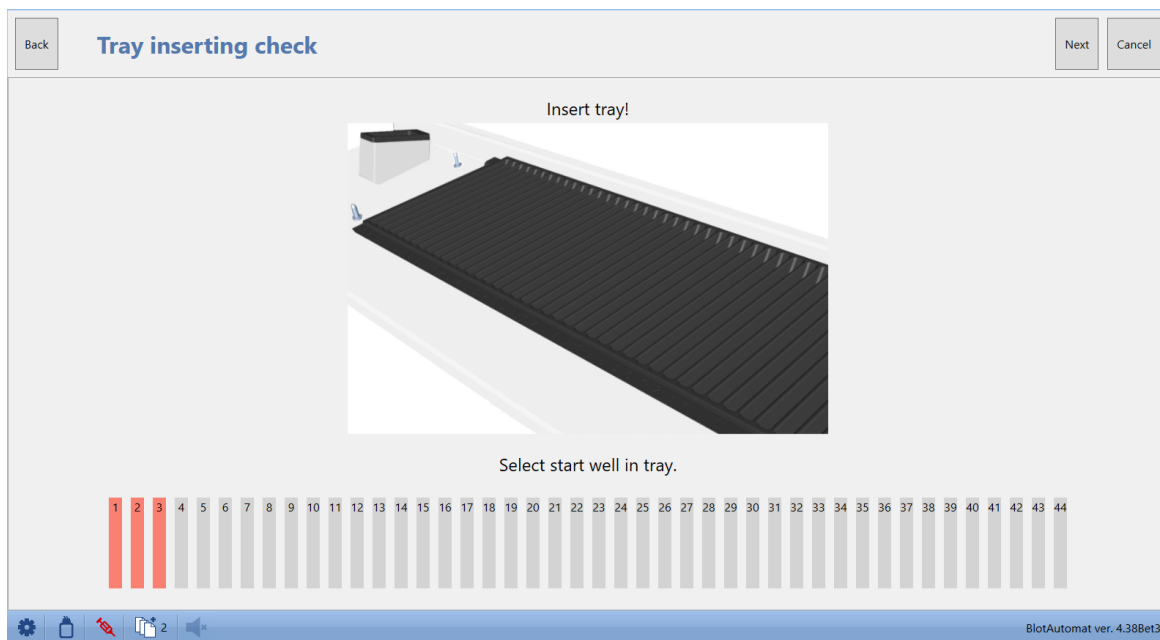 Back
Tray inserting check
Next
Cancel
Insert tray!
Select start well in tray.
1 2 3 4 5 6 7 8 9 10 11 12 13 14 15 16 17 18 19 20 21 22 23 24 25 26 27 28 29 30 31 32 33 34 35 36 37 38 39 40 41 42 43 44
2
BlotAutomat ver. 4.38Bet3